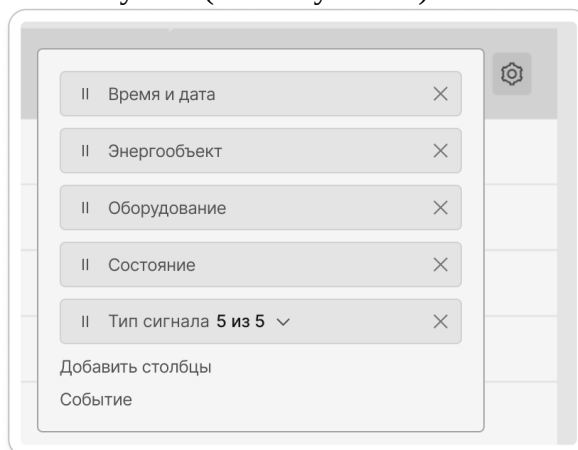 Время и дата
Энергообъект
Оборудование
Состояние
Тип сигнала 5 из 5
Добавить столбцы
Событие